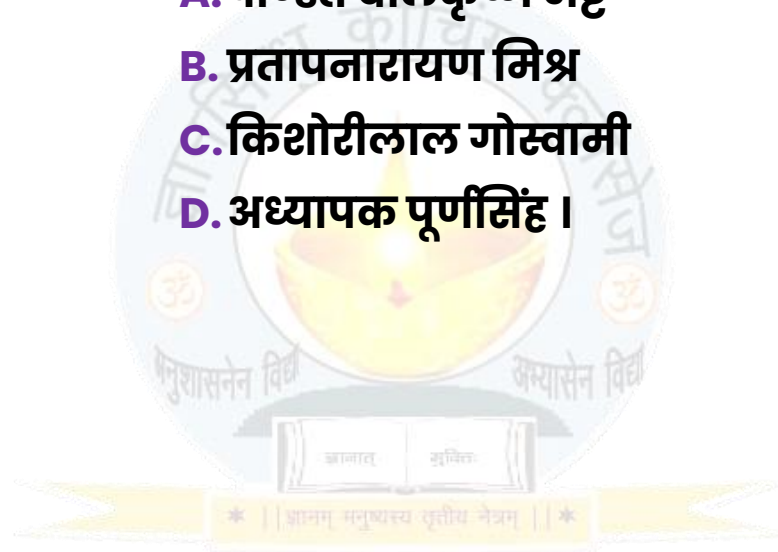 B. प्रतापनारायण मिश्र
C. किशोरीलाल गोस्वामी
D. अध्यापक पूर्णसिंह ।
ॐ ॐ
अनुशासनेन विद्या अभ्यासेन विद्या
ज्ञानात् मुक्तिः
* ||ज्ञानम् मनुष्यस्य तृतीय नेत्रम् || *